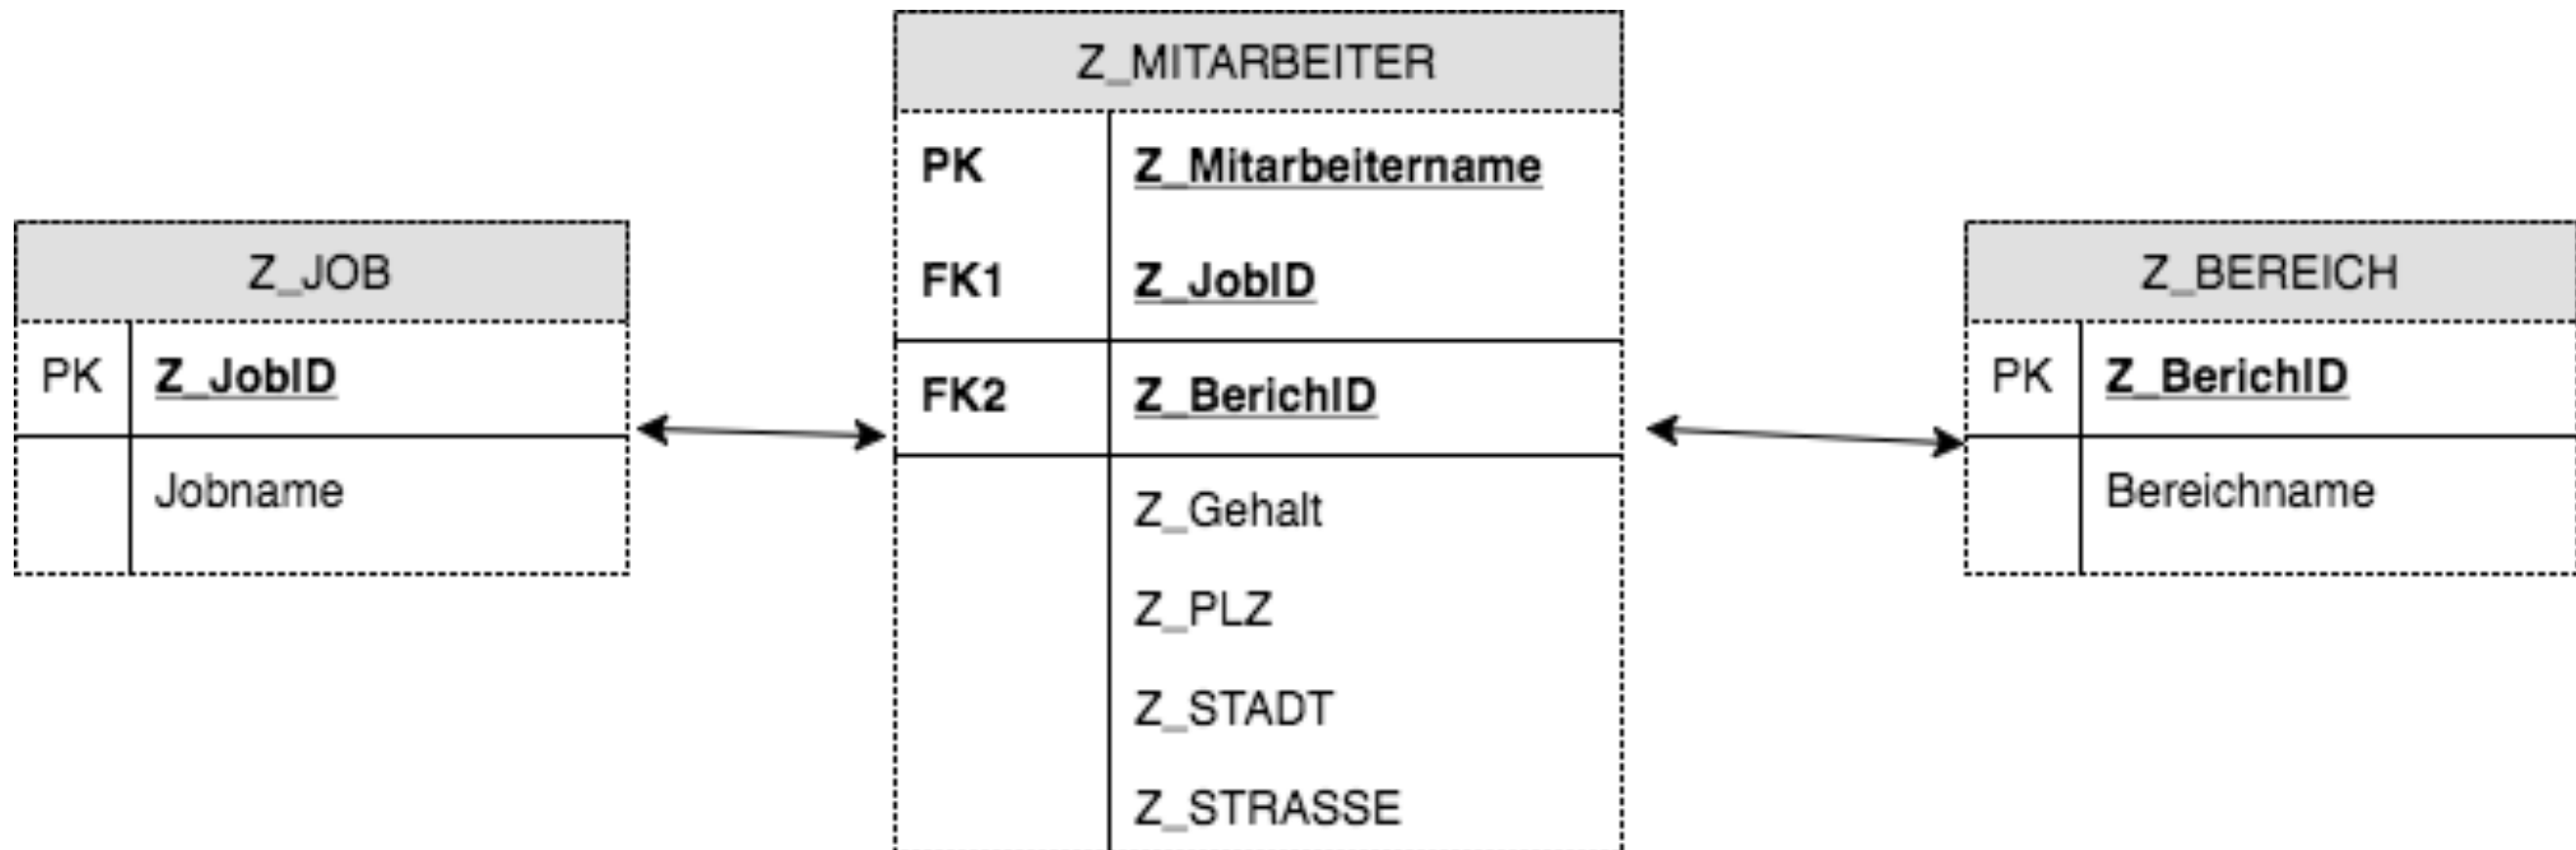 Z_JOB
PK Z_JobID
Jobname
Z_MITARBEITER
PK Z_Mitarbeitername
FK1 Z_JobID
FK2 Z_BerichID
Z_Gehalt
Z_PLZ
Z_STADT
Z_STRASSE
Z_BEREICH
PK Z_BerichID
Bereichname